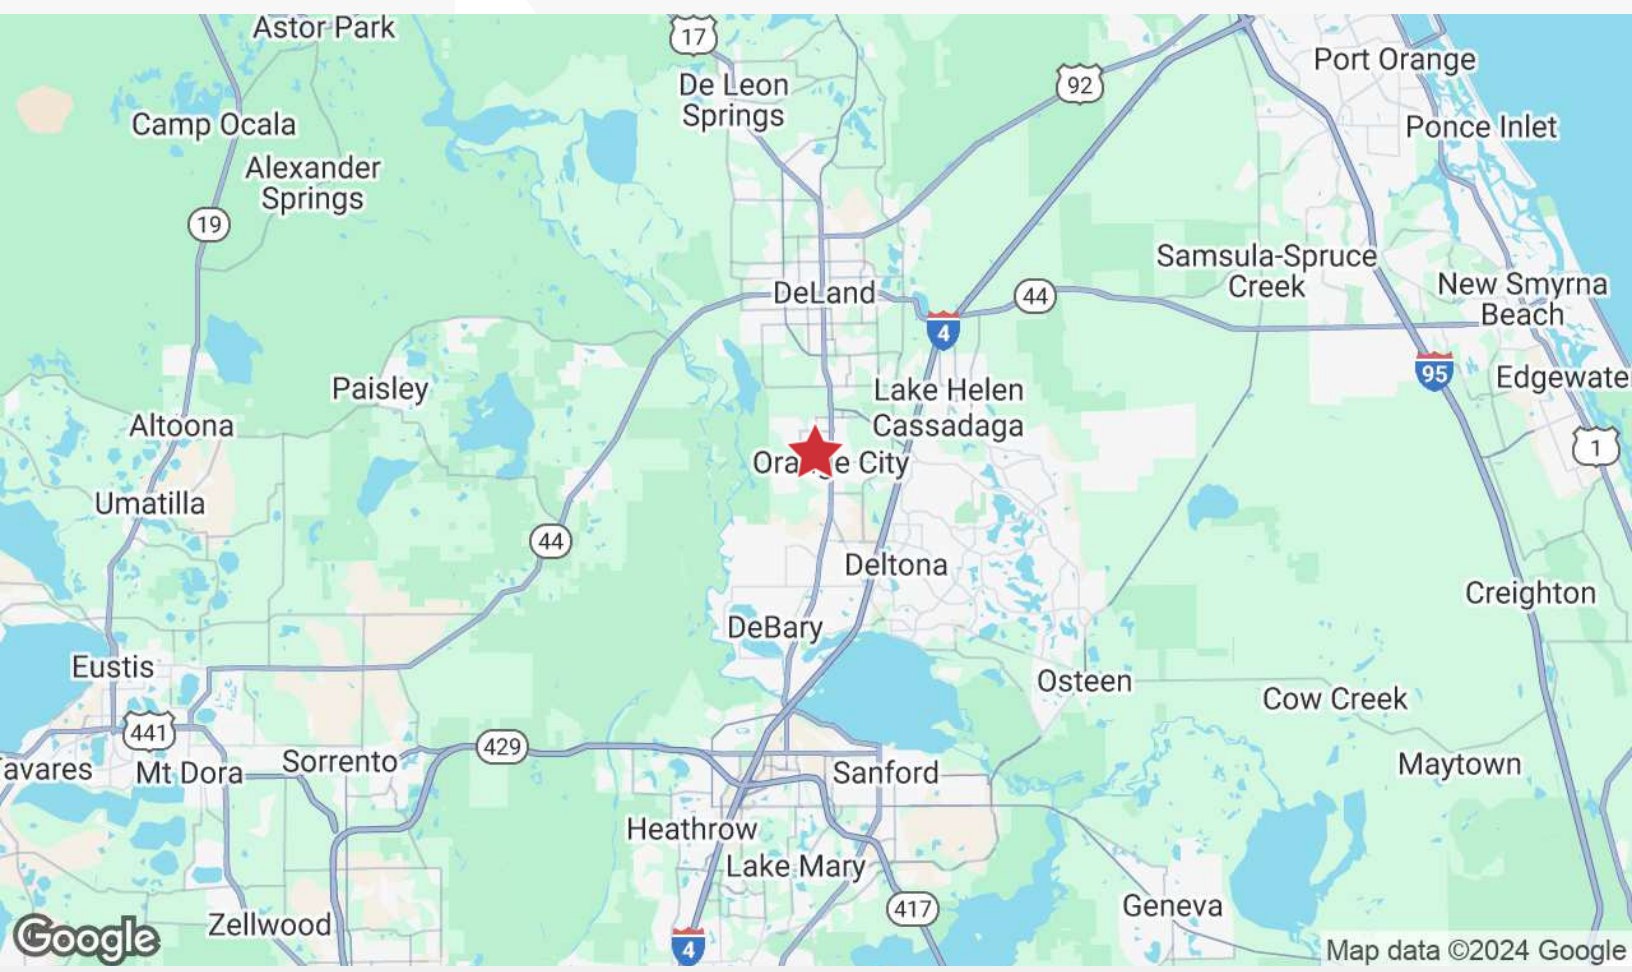 Astor Park
17
De Leon
Springs
92
Port Orange
Camp Ocala
Ponce Inlet
Alexander
Springs
19
Samsula-Spruce
Creek
DeLand
44
New Smyrna
Beach
4
95
Paisley
Lake Helen
Edgewate
Altoona
Cassadaga
1
Orange City
Umatilla
44
Deltona
Creighton
DeBary
Eustis
Osteen
Cow Creek
441
429
Sorrento
Maytown
avares
Mt Dora
Sanford
Heathrow
Lake Mary
417
Geneva
Zellwood
Google
4
Map data ©2024 Google